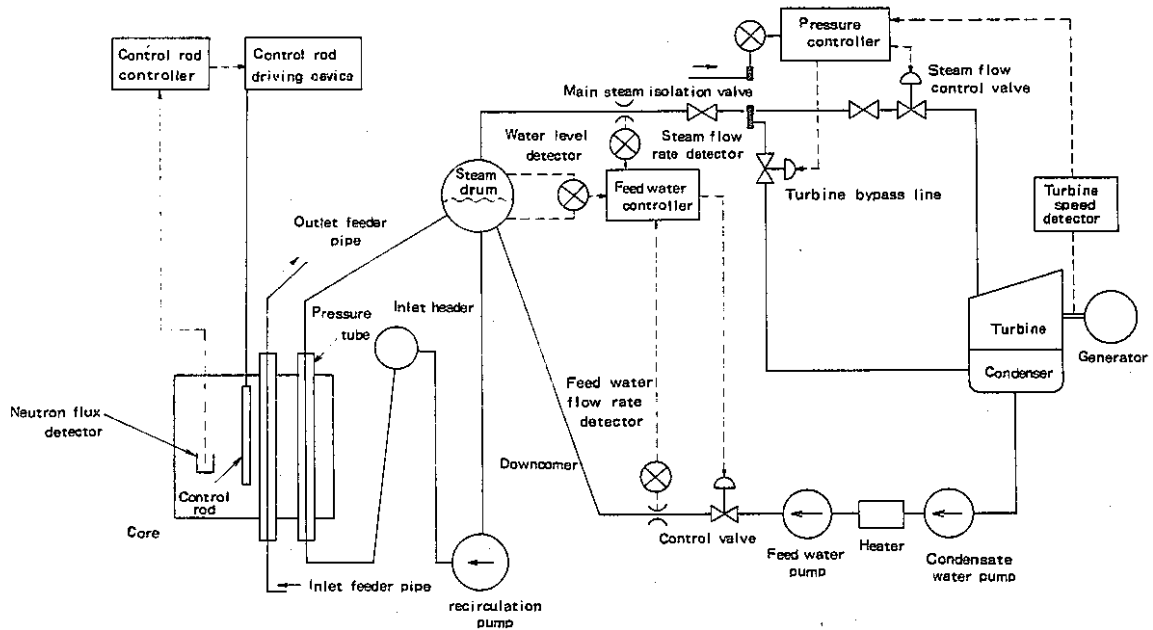 Control rod
controller
Control rod
driving device
Pressure
controller
Steam flow
control valve
Main steam isolation valve
Water level
detector
Steam flow
rate detector
Steam
drum
Feed water
controller
Turbine bypass line
Turbine
speed
detector
Outlet feeder
pipe
Inlet header
Pressure
tube
Turbine
Condenser
Generator
Neutron flux
detector
Feed water
flow rate
detector
Downcomer
Control
rod
Core
Control valve
Feed water
pump
Heater
Condensate
water pump
Inlet feeder pipe
recirculation
pump